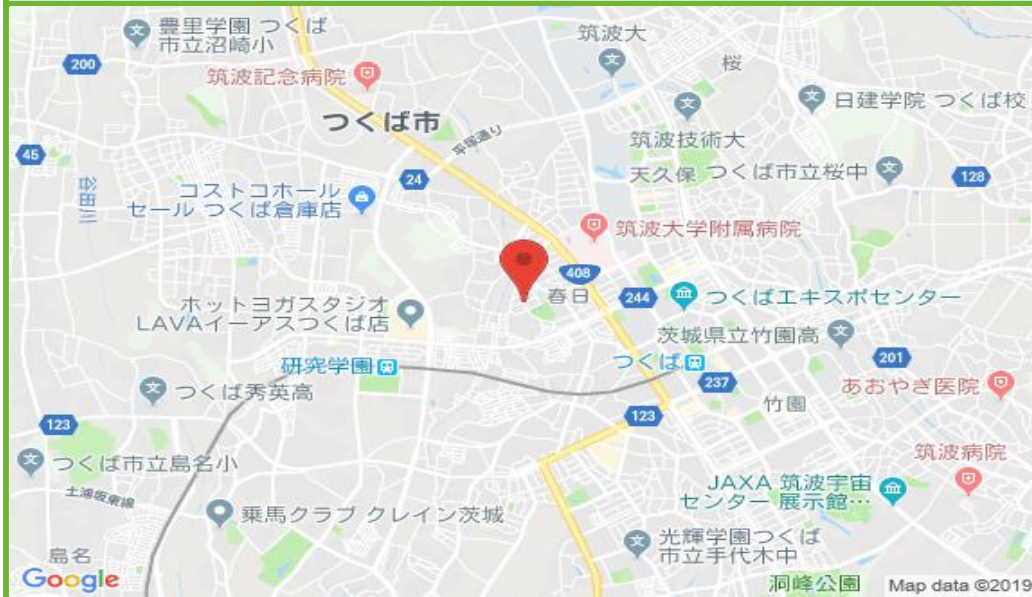 豊里学園 つくば
市立沼崎小
筑波大
桜
200
筑波記念病院
日建学院 つくば校
つくば市
平塚通り
筑波技術大
45
24
天久保
つくば市立桜中
128
谷田川
コストコホール
セール つくば倉庫店
筑波大学附属病院
408
春日
244
つくばエキスポセンター
ホットヨガスタジオ
LAVAイーアスつくば店
茨城県立竹園高
研究学園
つくば
201
237
あおやぎ医院
つくば秀英高
竹園
123
123
つくば市立島名小
筑波病院
土浦坂東線
JAXA 筑波宇宙
センター 展示館…
乗馬クラブ クレイン茨城
光輝学園つくば
市立手代木中
島名
Google
洞峰公園
Map data ©2019